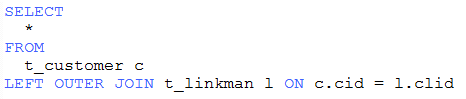 SELECT
*
FROM
t_customer c
LEFT OUTER JOIN t_linkman l ON c.cid = l.clid